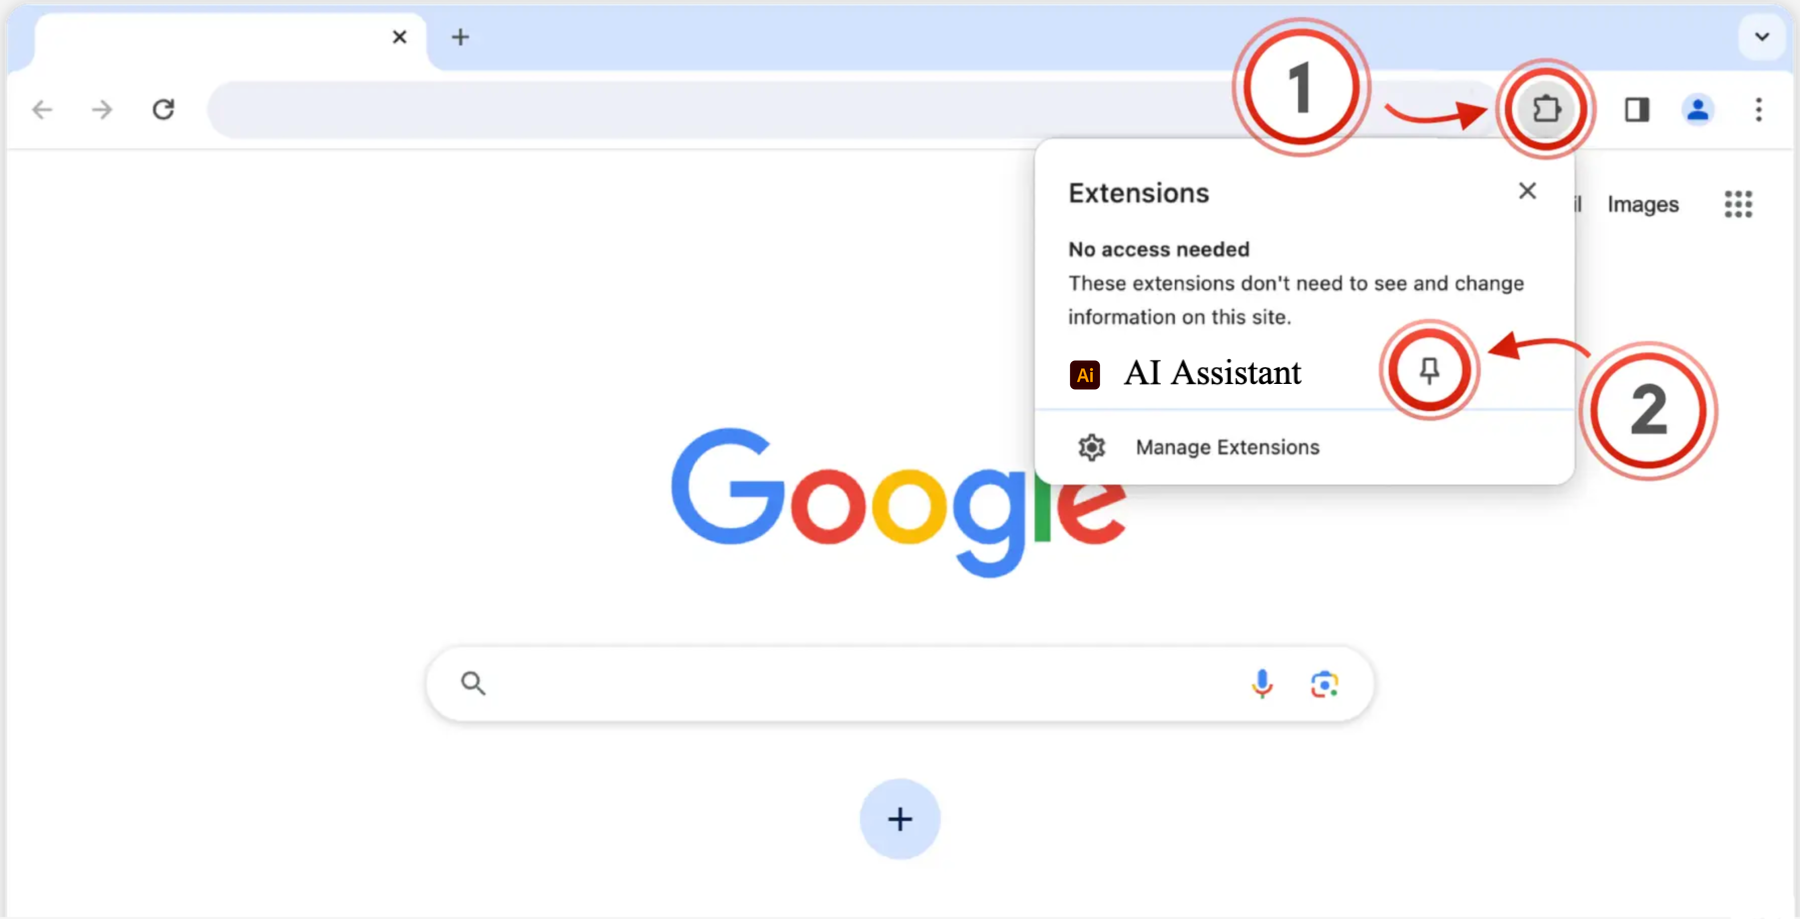 1
Extensions
il Images
No access needed
These extensions don't need to see and change
information on this site.
Ai AI Assistant
2
Manage Extensions
Google